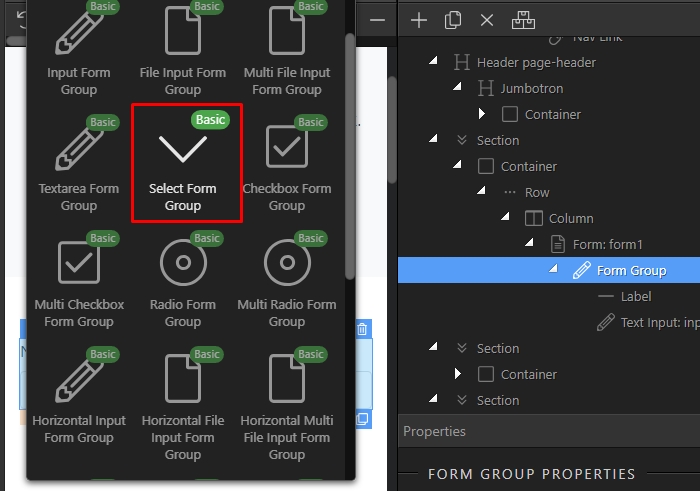 Basic
Basic
Basic
Input Form
Group
File Input Form
Group
Multi File Input
Form Group
Basic
Basic
Basic
Textarea Form
Group
Select Form
Group
Checkbox Form
Group
Basic
Basic
Basic
Multi Checkbox
Form Group
Radio Form
Group
Multi Radio Form
Group
Basic
Basic
Basic
Horizontal Input
Form Group
Horizontal File
Input Form Group
Horizontal Multi
File Input Form
Group
Nav Link
Header page-header
Jumbotron
Container
Section
Container
Row
Column
Form: form1
Form Group
Label
Text Input: inp
Section
Container
Section
Properties
FORM GROUP PROPERTIES